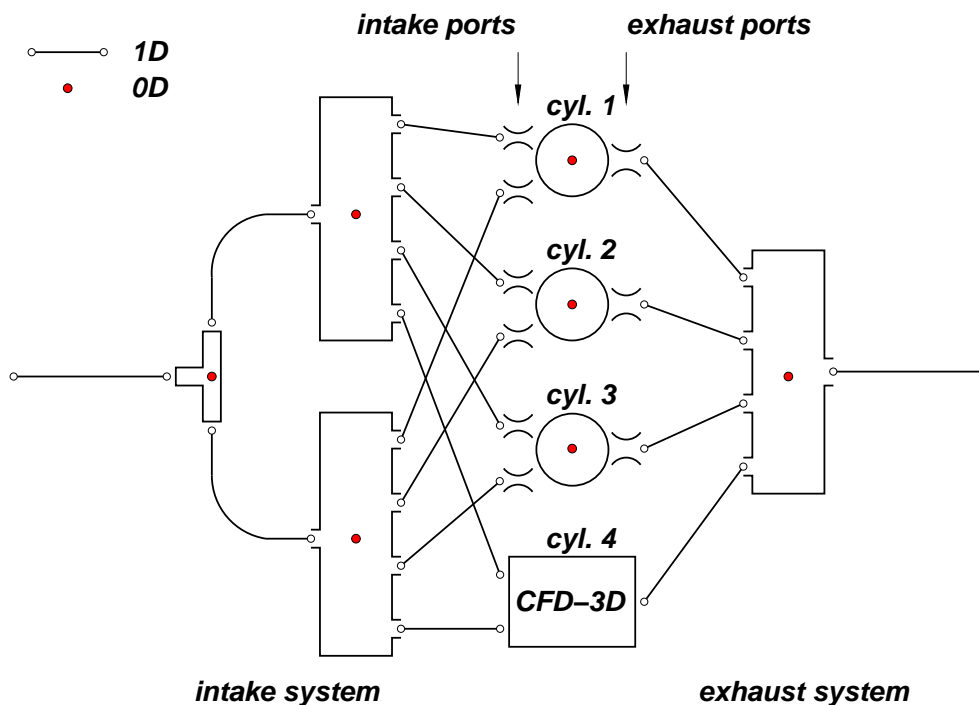 intake ports
exhaust ports
1D
0D
cyl. 1
cyl. 2
cyl. 3
cyl. 4
CFD–3D
intake system
exhaust system